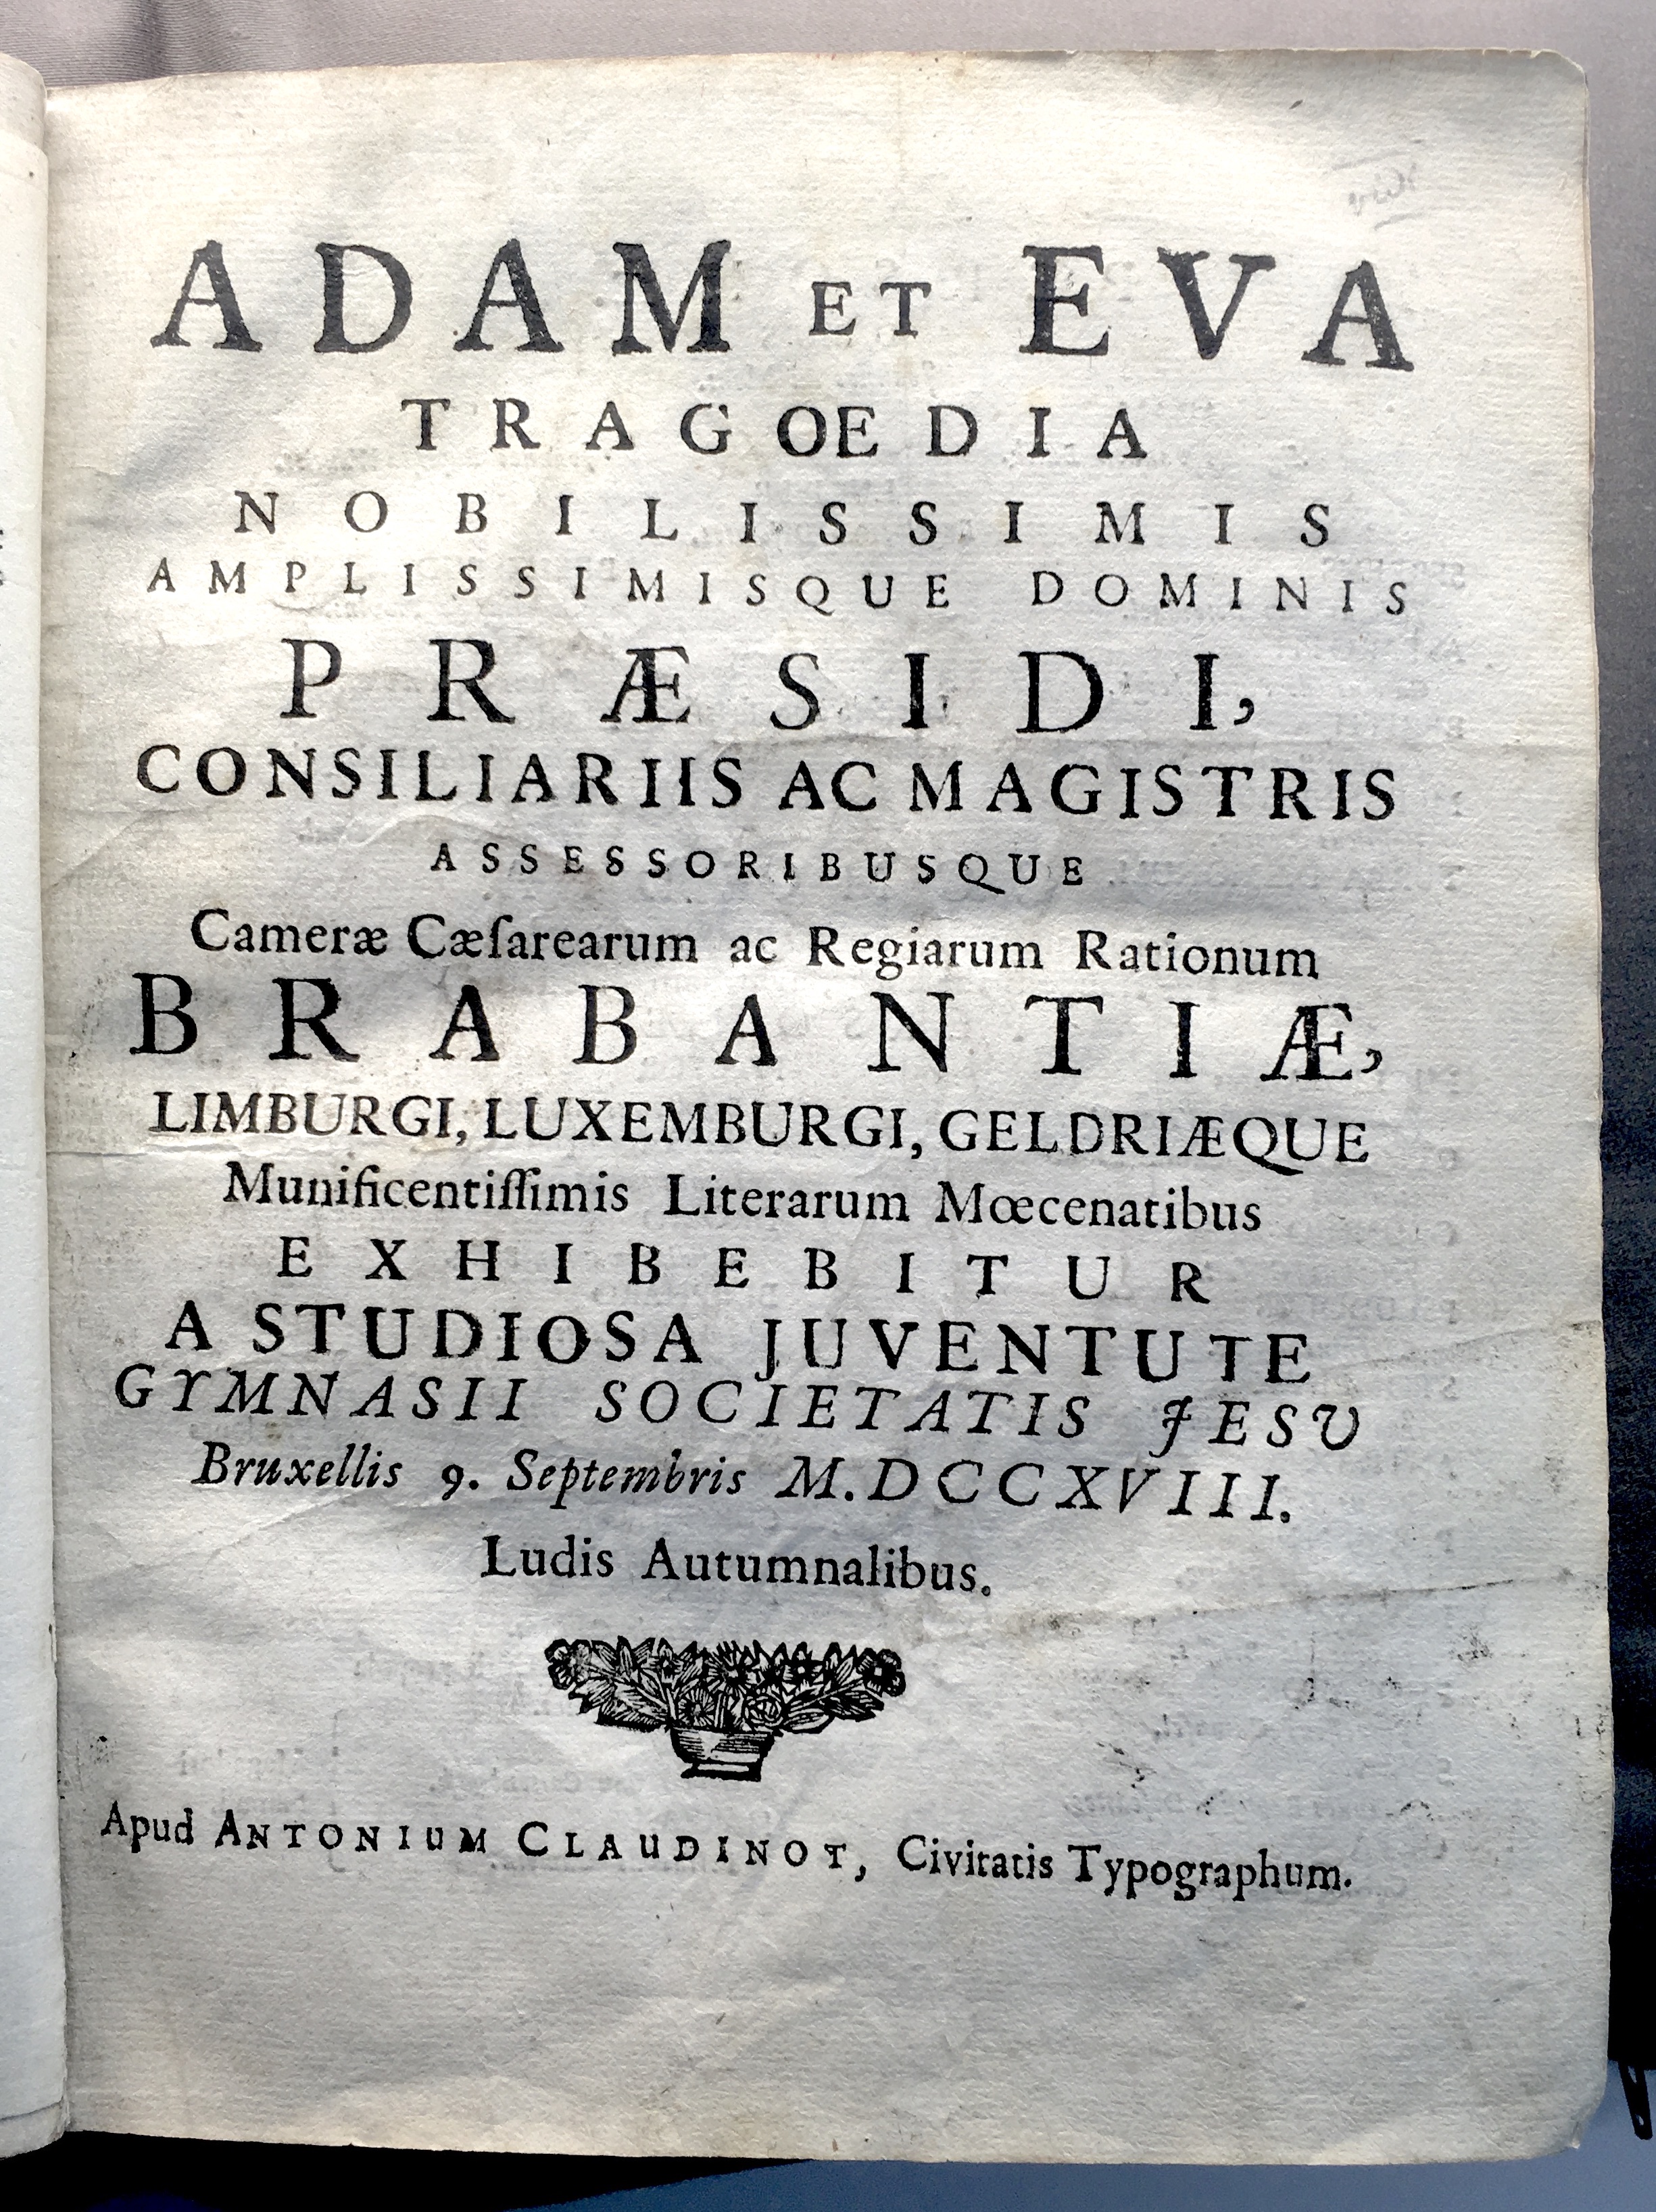 ADAM ET EVA
TRAGOEDIA
NOBILISSIMIS
AMPLISSIMISQUE DOMINIS
PRÆSIDI,
CONSILIARIIS AC MAGISTRIS
ASSESSORIBUSQUE
Cameræ Cæſarearum ac Regiarum Rationum
BRABANTIÆ,
LIMBURGI, LUXEMBURGI, GELDRIÆQUE
Munificentiſſimis Literarum Mœcenatibus
EXHIBEBITUR
A STUDIOSA JUVENTUTE
GYMNASII SOCIETATIS JESU
Bruxellis 9. Septembris M.DCCXVIII.
Ludis Autumnalibus.
Apud ANTONIUM CLAUDINOT, Civitatis Typographum.